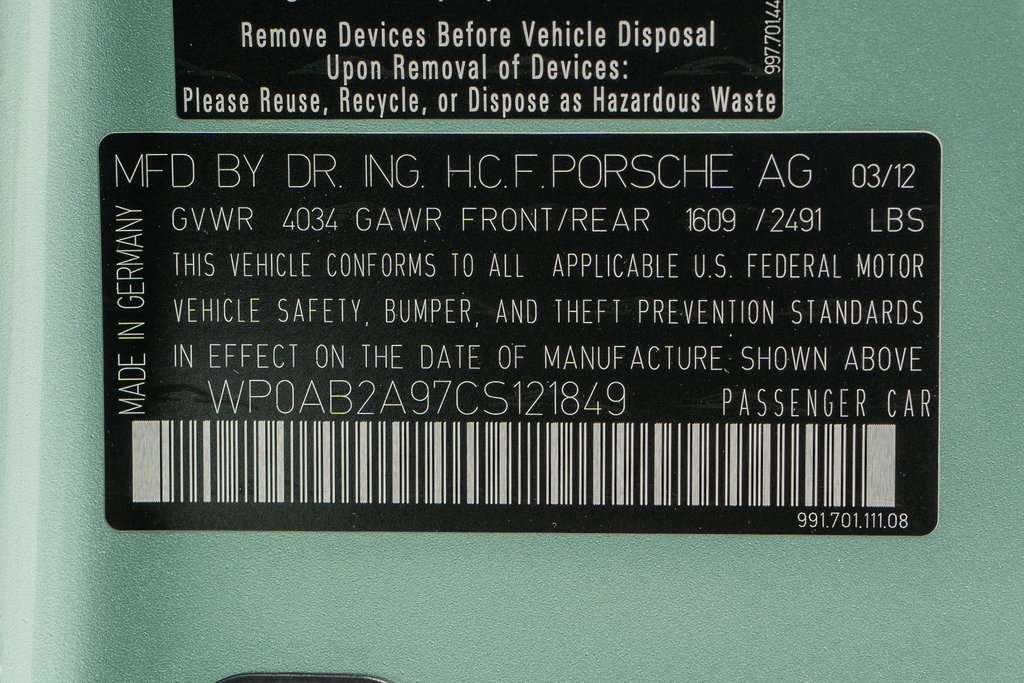 Remove Devices Before Vehicle Disposal
Upon Removal of Devices:
Please Reuse, Recycle, or Dispose as Hazardous Waste
997.70144
MFD BY DR. ING. H.C.F.PORSCHE AG 03/12
GVWR 4034 GAWR FRONT/REAR 1609 /2491 LBS
THIS VEHICLE CONFORMS TO ALL APPLICABLE U.S. FEDERAL MOTOR
VEHICLE SAFETY, BUMPER, AND THEFT PREVENTION STANDARDS
IN EFFECT ON THE DATE OF MANUFACTURE SHOWN ABOVE
WP0AB2A97CS121849 PASSENGER CAR
MADE IN GERMANY
991.701.111.08